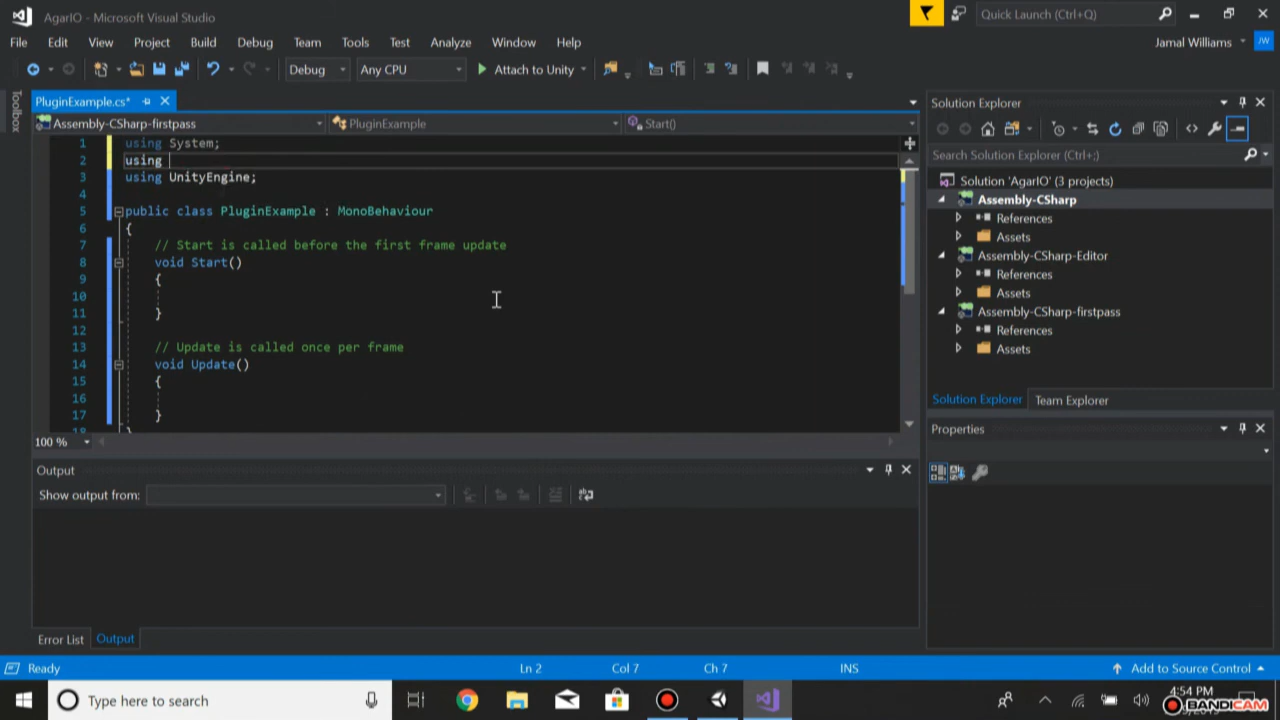 AgarIO - Microsoft Visual Studio
Quick Launch (Ctrl+Q)
File Edit View Project Build Debug Team Tools Test Analyze Window Help
Jamal Williams
JW
Debug Any CPU Attach to Unity
Toolbox
PluginExample.cs*
Assembly-CSharp-firstpass PluginExample Start()
1 using System;
2 using
3 using UnityEngine;
4
5 public class PluginExample : MonoBehaviour
6 {
7 // Start is called before the first frame update
8 void Start()
9 {
10
11 }
12
13 // Update is called once per frame
14 void Update()
15 {
16
17 }
18 }
100 %
Output
Show output from:
Error List Output
Solution Explorer
Search Solution Explorer (Ctrl+;)
Solution 'AgarIO' (3 projects)
Assembly-CSharp
References
Assets
Assembly-CSharp-Editor
References
Assets
Assembly-CSharp-firstpass
References
Assets
Solution Explorer Team Explorer
Properties
Ready Ln 2 Col 7 Ch 7 INS Add to Source Control
Type here to search
4:54 PM
BANDICAM